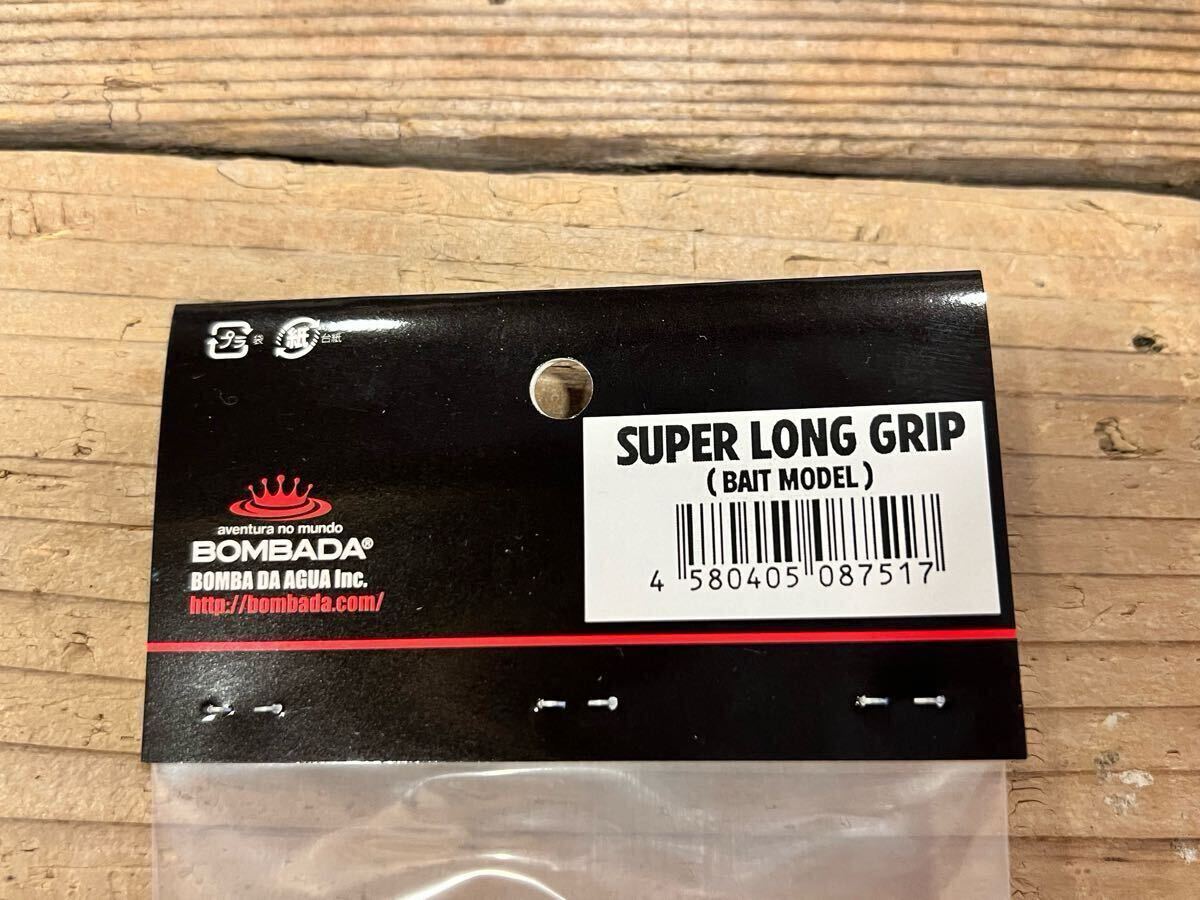 プラ 袋 紙 台紙
aventura no mundo
BOMBADA®
BOMBA DA AGUA Inc.
http://bombada.com/
SUPER LONG GRIP
( BAIT MODEL )
4 580405 087517